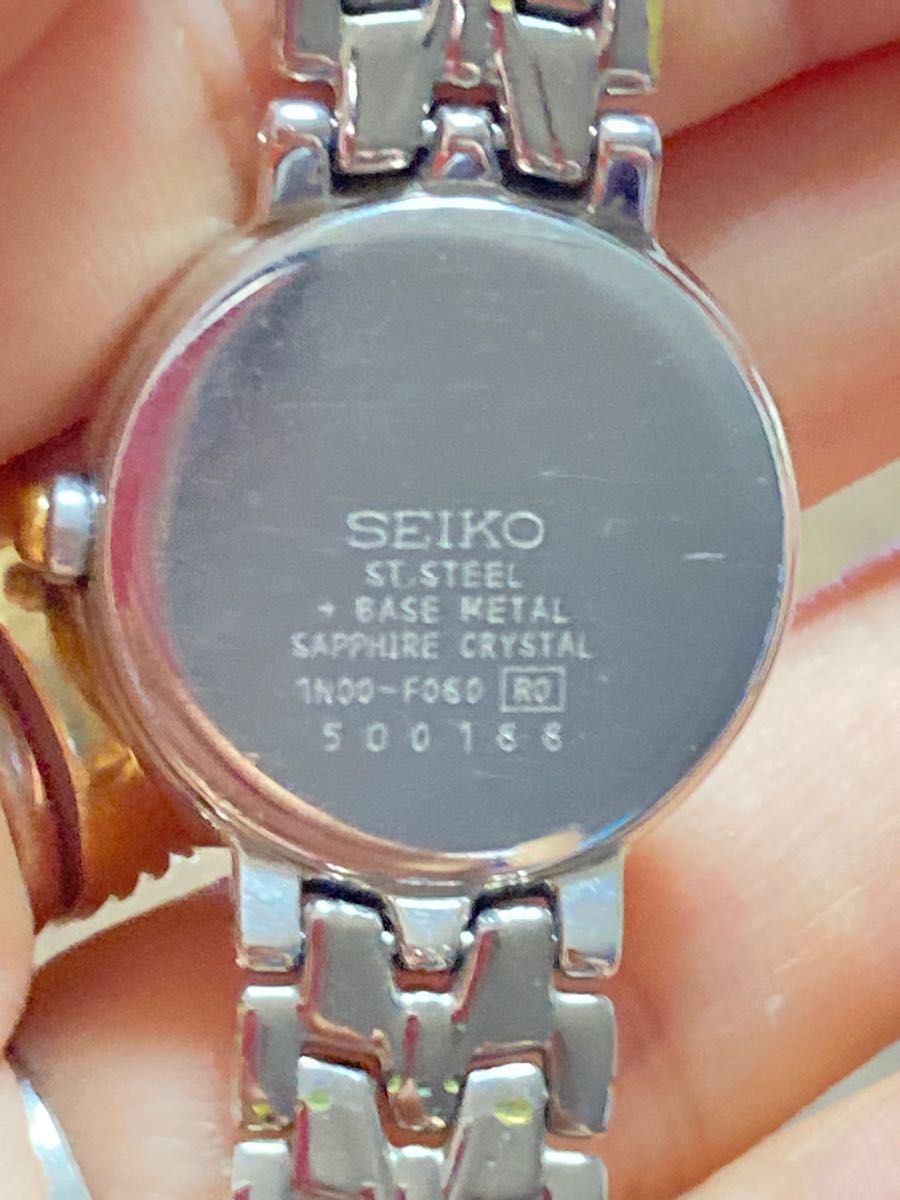 SEIKO
ST.STEEL
+ BASE METAL
SAPPHIRE CRYSTAL
1N00-F060 R0
500188